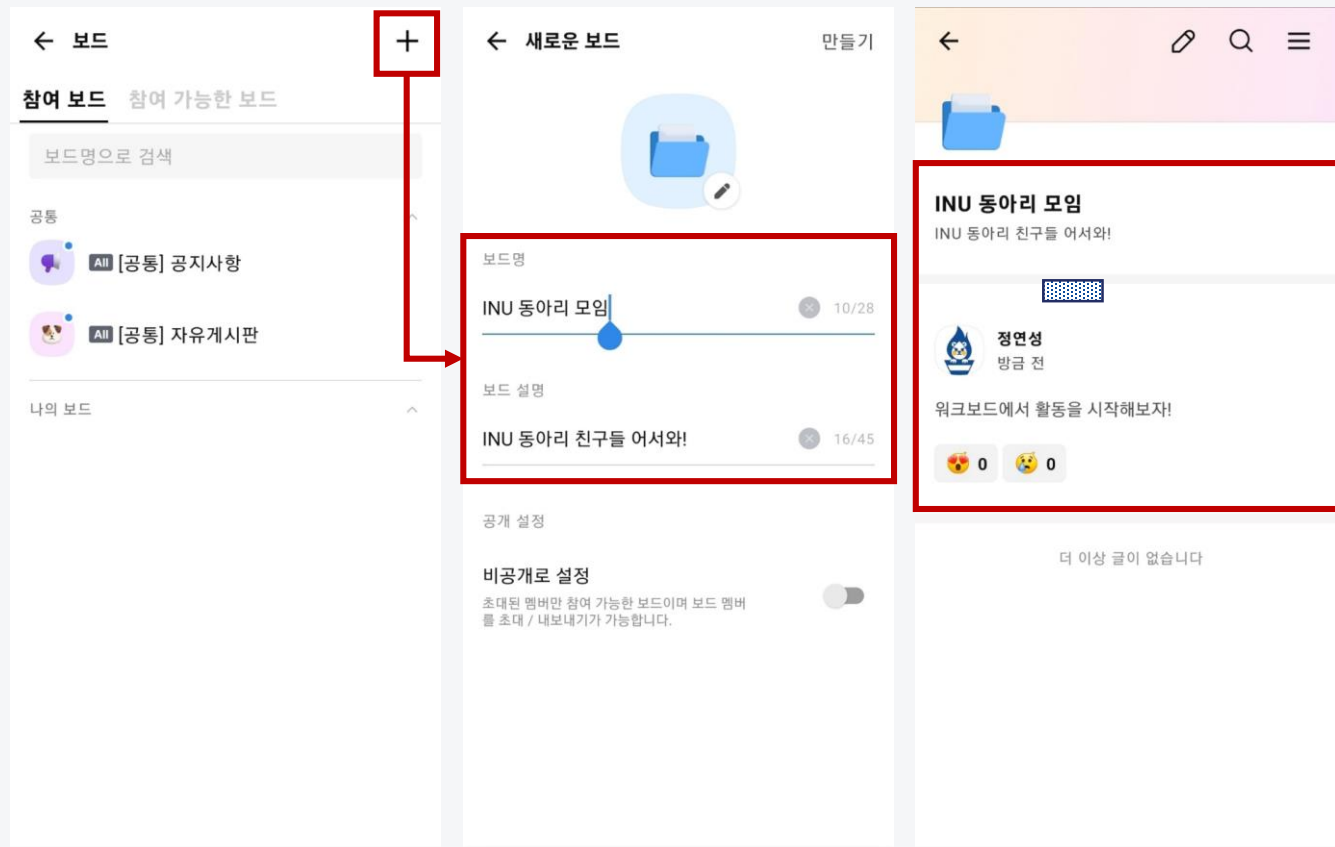 보드
참여 보드 참여 가능한 보드
보드명으로 검색
공통
All [공통] 공지사항
All [공통] 자유게시판
나의 보드
새로운 보드 만들기
보드명
INU 동아리 모임 10/28
보드 설명
INU 동아리 친구들 어서와! 16/45
공개 설정
비공개로 설정
초대된 멤버만 참여 가능한 보드이며 보드 멤버
를 초대 / 내보내기가 가능합니다.
INU 동아리 모임
INU 동아리 친구들 어서와!
정연성
방금 전
워크보드에서 활동을 시작해보자!
😍 0 😢 0
더 이상 글이 없습니다